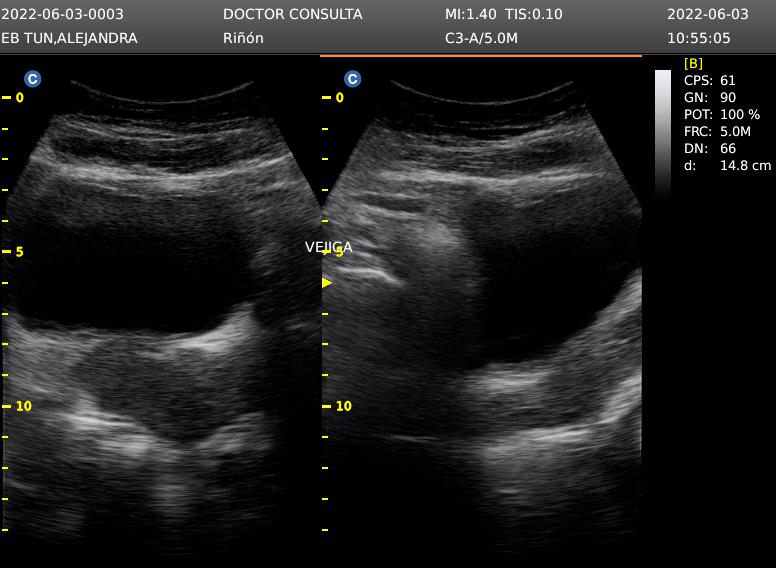 2022-06-03-0003 DOCTOR CONSULTA MI:1.40 TIS:0.10 2022-06-03
EB TUN,ALEJANDRA Riñón C3-A/5.0M 10:55:05
[B]
CPS: 61
GN: 90
POT: 100 %
FRC: 5.0M
DN: 66
d: 14.8 cm
C
0
5
10
C
0
5
10
VEJIGA